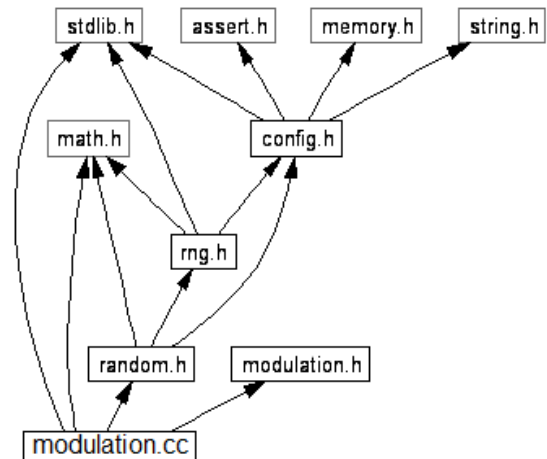 stdlib.h
assert.h
memory.h
string.h
math.h
config.h
rng.h
random.h
modulation.h
modulation.cc